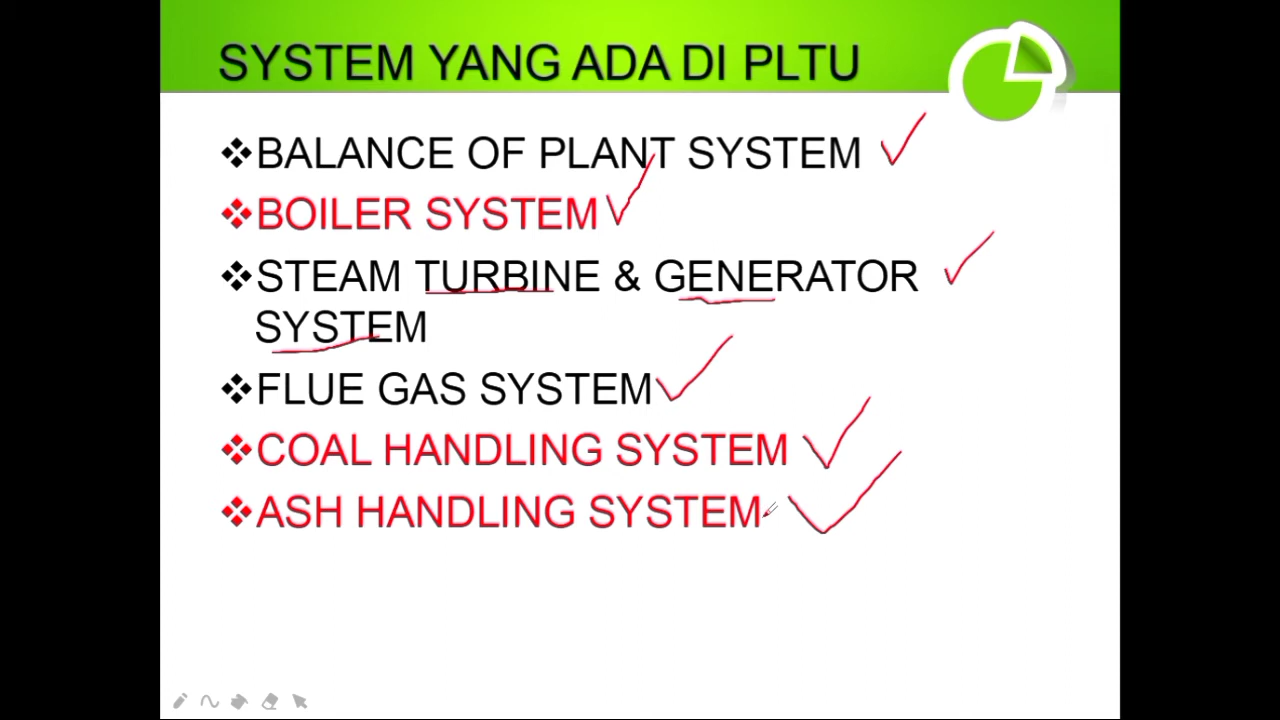 SYSTEM YANG ADA DI PLTU
BALANCE OF PLANT SYSTEM
BOILER SYSTEM
STEAM TURBINE & GENERATOR
SYSTEM
FLUE GAS SYSTEM
COAL HANDLING SYSTEM
ASH HANDLING SYSTEM